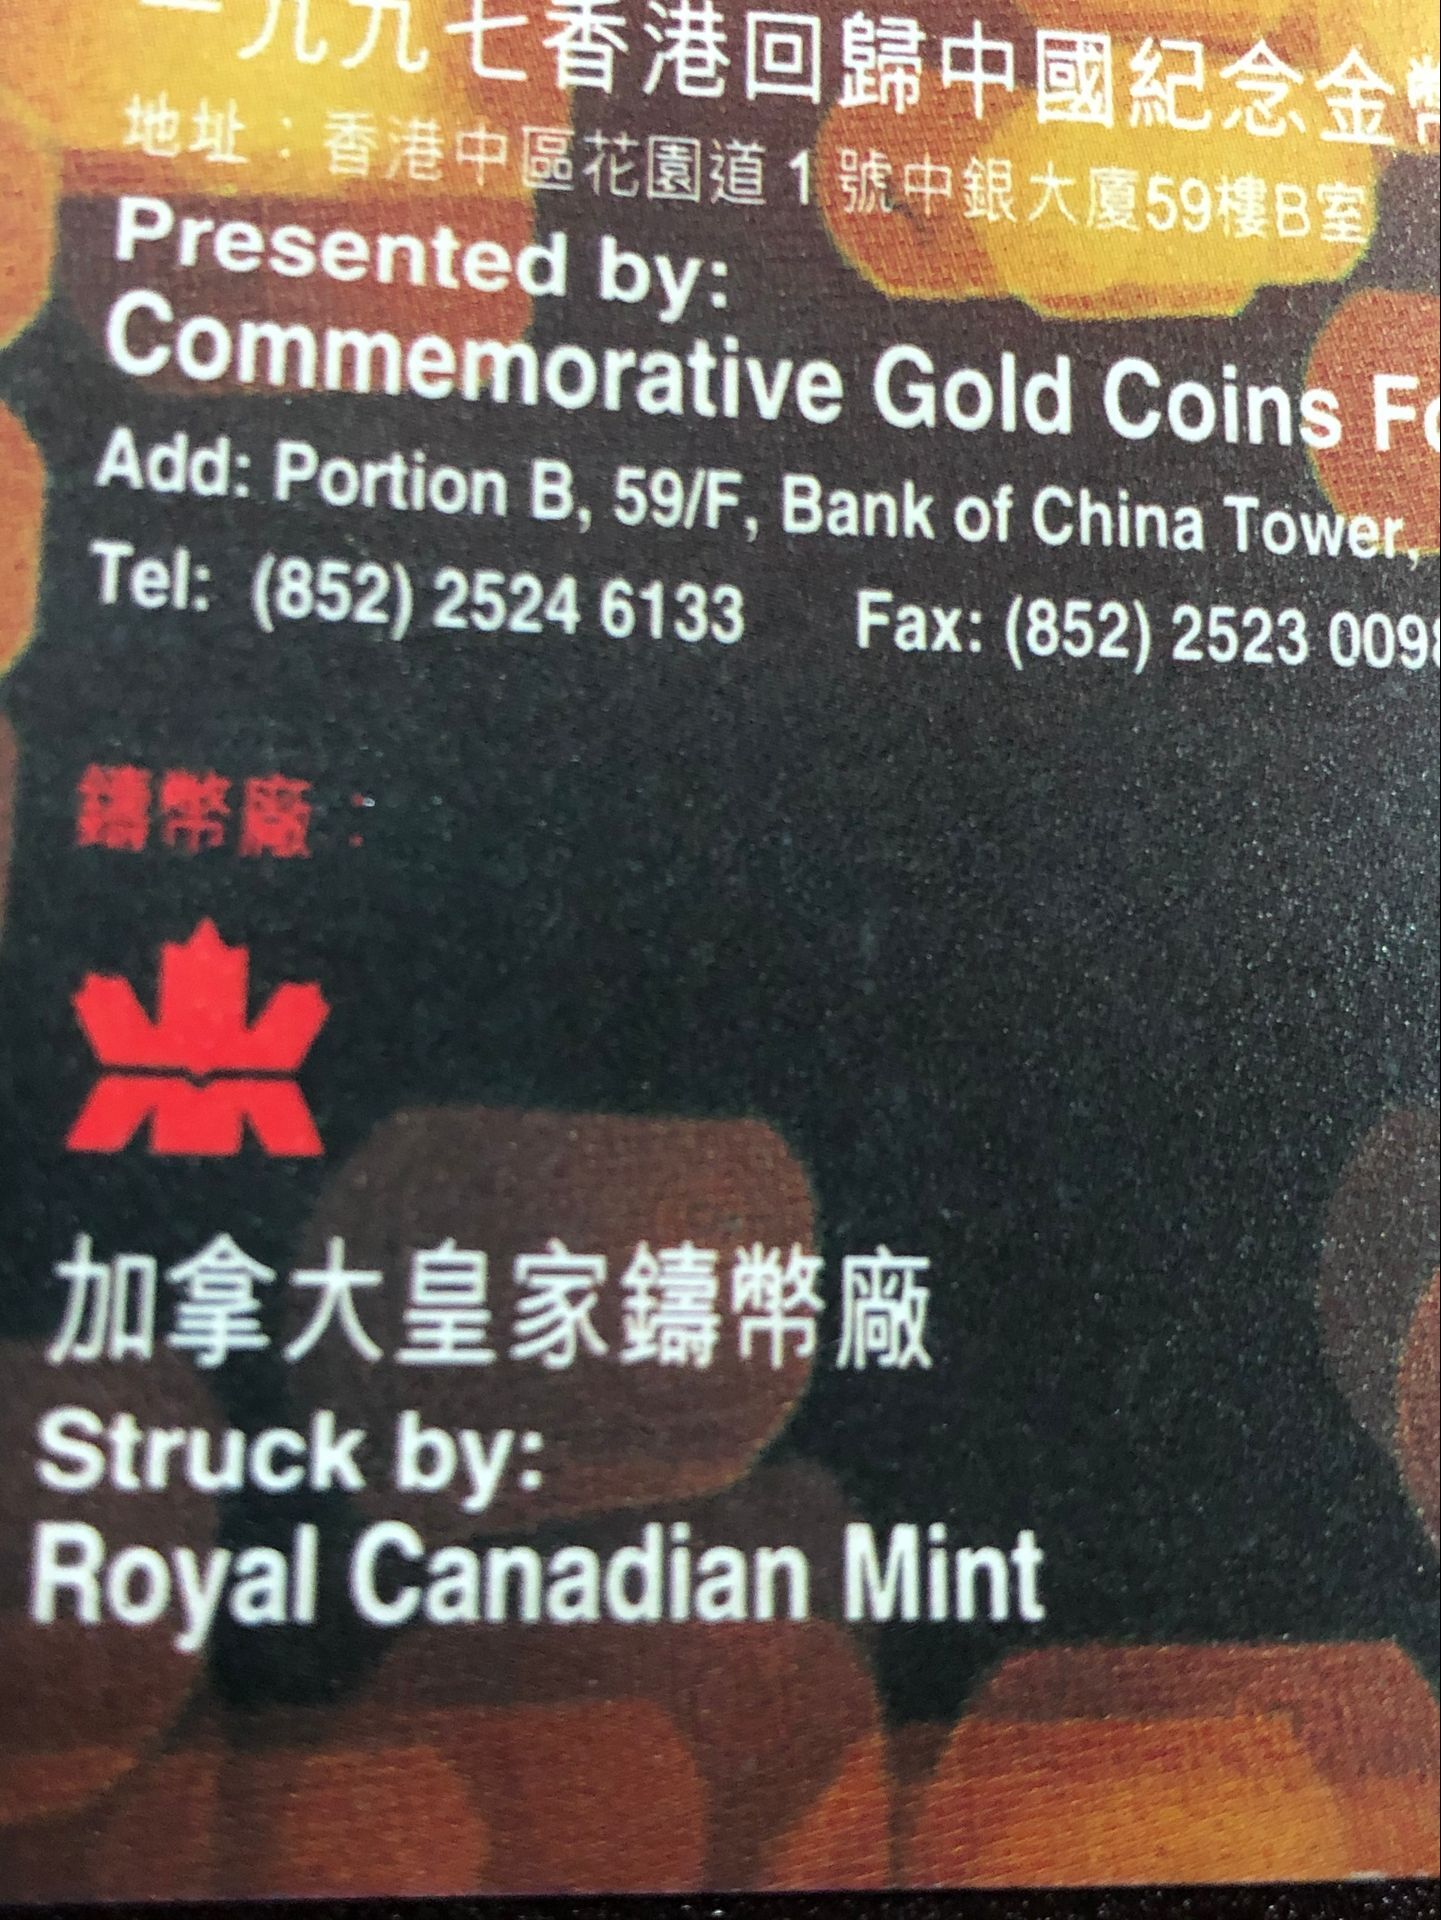 一九九七香港回歸中國紀念金幣
地址：香港中區花園道1號中銀大廈59樓B室
Presented by:
Commemorative Gold Coins
Add: Portion B, 59/F, Bank of China Tower,
Tel: (852) 2524 6133 Fax: (852) 2523 009
鑄幣廠：
加拿大皇家鑄幣廠
Struck by:
Royal Canadian Mint